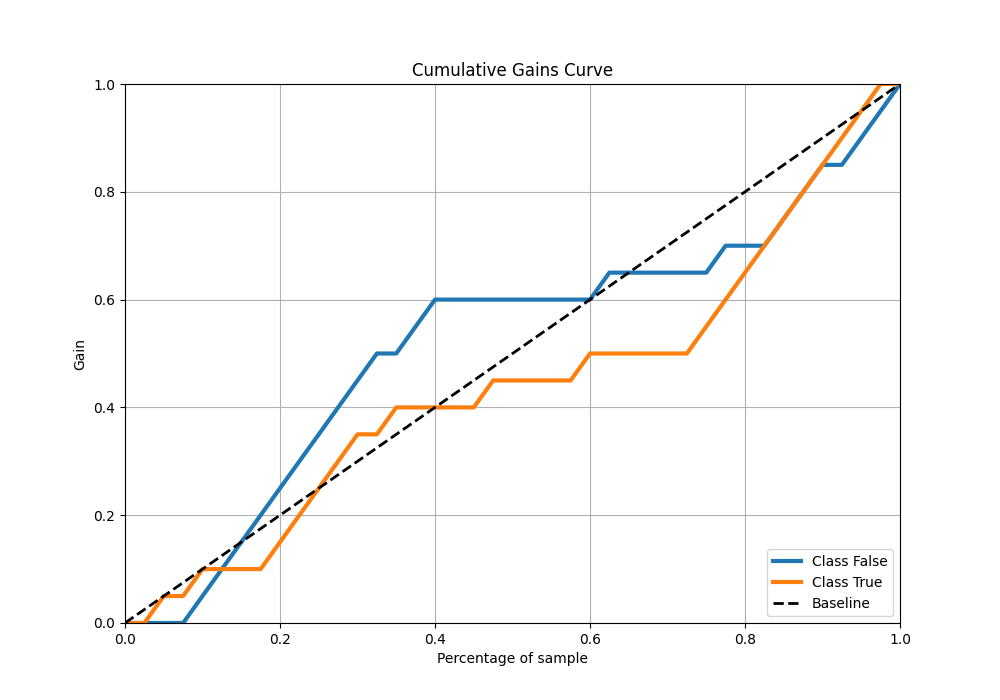 Cumulative Gains Curve
1.0
0.8
0.6
0.4
0.2
0.0
Gain
0.0 0.2 0.4 0.6 0.8 1.0
Percentage of sample
Class False
Class True
Baseline